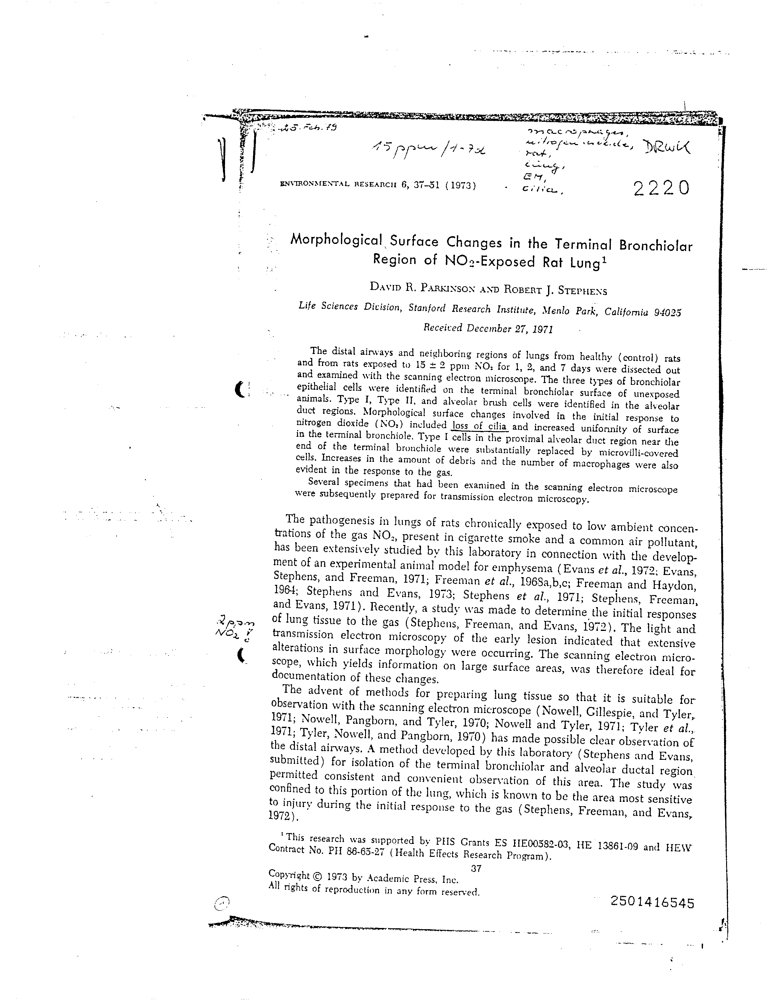 25. Feb. 79
15 ppm / 1-7d
macrophages,
rat,
lung,
EM,
cilia,
DRWK
ENVIRONMENTAL RESEARCH 6, 37–51 (1973)
2220
Morphological Surface Changes in the Terminal Bronchiolar
Region of NO₂-Exposed Rat Lung¹
DAVID R. PARKINSON AND ROBERT J. STEPHENS
Life Sciences Division, Stanford Research Institute, Menlo Park, California 94025
Received December 27, 1971
The distal airways and neighboring regions of lungs from healthy (control) rats
and from rats exposed to 15 ± 2 ppm NO₂ for 1, 2, and 7 days were dissected out
and examined with the scanning electron microscope. The three types of bronchiolar
epithelial cells were identified on the terminal bronchiolar surface of unexposed
animals. Type I, Type II, and alveolar brush cells were identified in the alveolar
duct regions. Morphological surface changes involved in the initial response to
nitrogen dioxide (NO₂) included loss of cilia and increased uniformity of surface
in the terminal bronchiole. Type I cells in the proximal alveolar duct region near the
end of the terminal bronchiole were substantially replaced by microvilli-covered
cells. Increases in the amount of debris and the number of macrophages were also
evident in the response to the gas.
Several specimens that had been examined in the scanning electron microscope
were subsequently prepared for transmission electron microscopy.
The pathogenesis in lungs of rats chronically exposed to low ambient concen-
trations of the gas NO₂, present in cigarette smoke and a common air pollutant,
has been extensively studied by this laboratory in connection with the develop-
ment of an experimental animal model for emphysema (Evans et al., 1972; Evans,
Stephens, and Freeman, 1971; Freeman et al., 1968a,b,c; Freeman and Haydon,
1964; Stephens and Evans, 1973; Stephens et al., 1971; Stephens, Freeman,
and Evans, 1971). Recently, a study was made to determine the initial responses
of lung tissue to the gas (Stephens, Freeman, and Evans, 1972). The light and
transmission electron microscopy of the early lesion indicated that extensive
alterations in surface morphology were occurring. The scanning electron micro-
scope, which yields information on large surface areas, was therefore ideal for
documentation of these changes.
2ppm
NO₂ ?
The advent of methods for preparing lung tissue so that it is suitable for
observation with the scanning electron microscope (Nowell, Gillespie, and Tyler,
1971; Nowell, Pangborn, and Tyler, 1970; Nowell and Tyler, 1971; Tyler et al.,
1971; Tyler, Nowell, and Pangborn, 1970) has made possible clear observation of
the distal airways. A method developed by this laboratory (Stephens and Evans,
submitted) for isolation of the terminal bronchiolar and alveolar ductal region
permitted consistent and convenient observation of this area. The study was
confined to this portion of the lung, which is known to be the area most sensitive
to injury during the initial response to the gas (Stephens, Freeman, and Evans,
1972).
¹ This research was supported by PHS Grants ES HE00582-03, HE 13861-09 and HEW
Contract No. PH 86-65-27 (Health Effects Research Program).
37
Copyright © 1973 by Academic Press, Inc.
All rights of reproduction in any form reserved.
2501416545